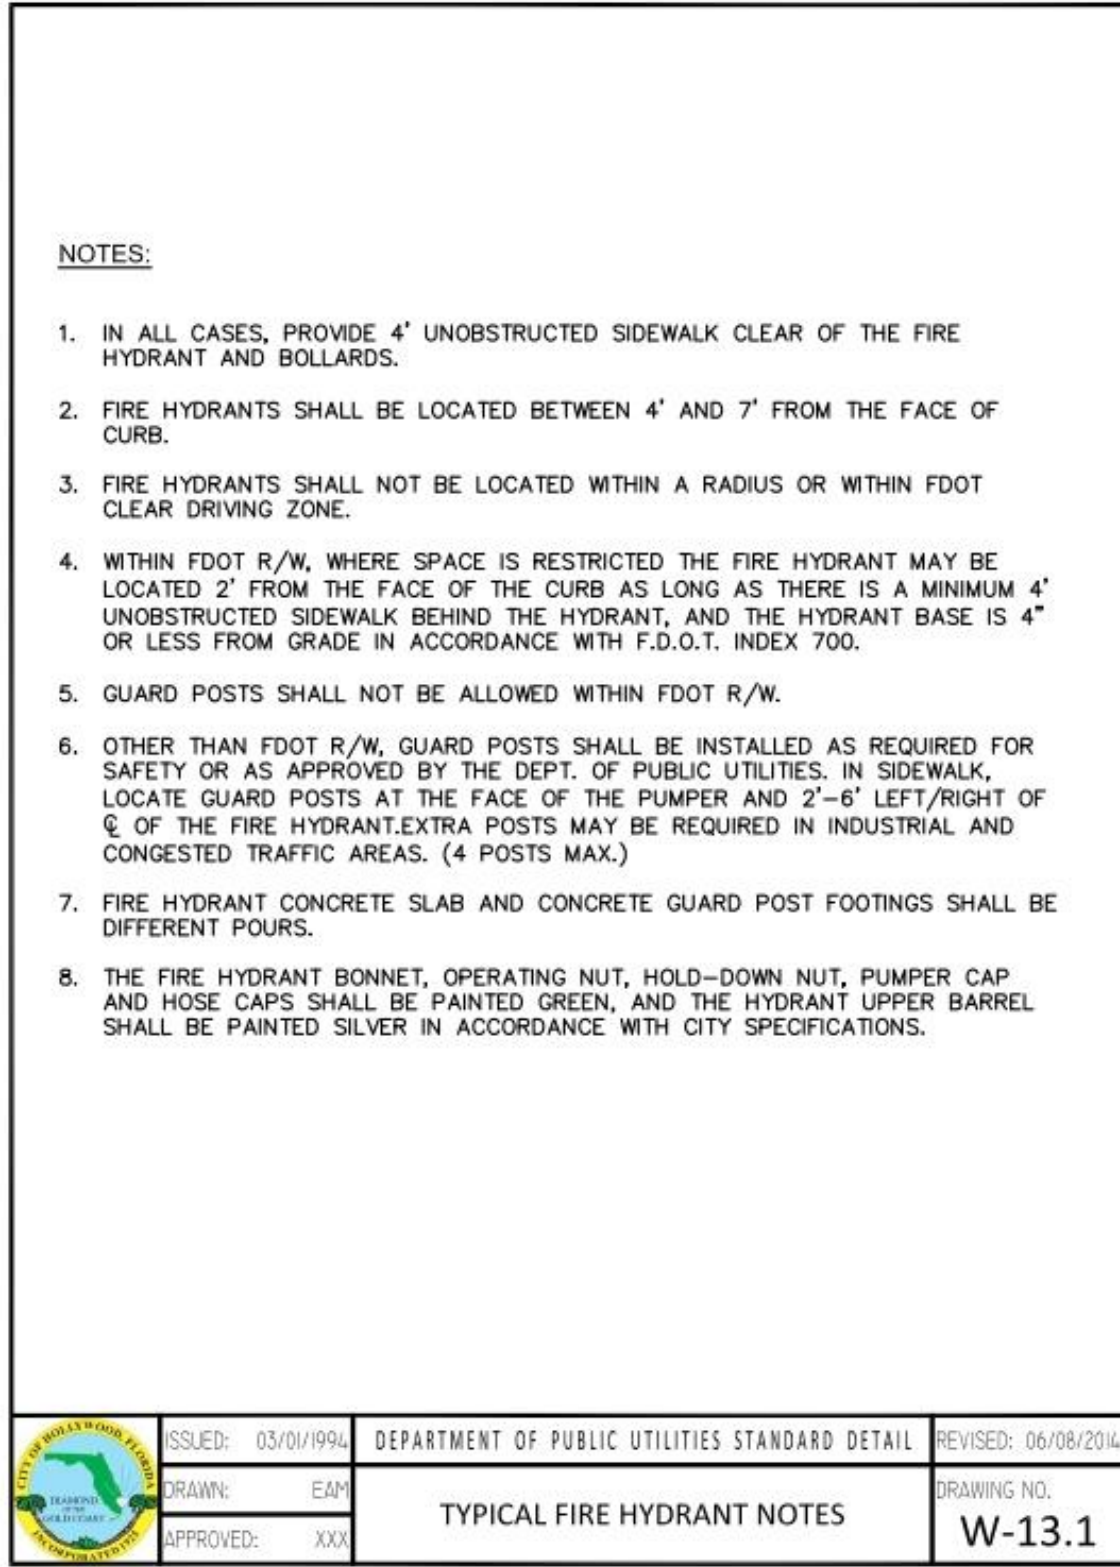 NOTES:
1. IN ALL CASES, PROVIDE 4' UNOBSTRUCTED SIDEWALK CLEAR OF THE FIRE
HYDRANT AND BOLLARDS.
2. FIRE HYDRANTS SHALL BE LOCATED BETWEEN 4' AND 7' FROM THE FACE OF
CURB.
3. FIRE HYDRANTS SHALL NOT BE LOCATED WITHIN A RADIUS OR WITHIN FDOT
CLEAR DRIVING ZONE.
4. WITHIN FDOT R/W, WHERE SPACE IS RESTRICTED THE FIRE HYDRANT MAY BE
LOCATED 2' FROM THE FACE OF THE CURB AS LONG AS THERE IS A MINIMUM 4'
UNOBSTRUCTED SIDEWALK BEHIND THE HYDRANT, AND THE HYDRANT BASE IS 4"
OR LESS FROM GRADE IN ACCORDANCE WITH F.D.O.T. INDEX 700.
5. GUARD POSTS SHALL NOT BE ALLOWED WITHIN FDOT R/W.
6. OTHER THAN FDOT R/W, GUARD POSTS SHALL BE INSTALLED AS REQUIRED FOR
SAFETY OR AS APPROVED BY THE DEPT. OF PUBLIC UTILITIES. IN SIDEWALK,
LOCATE GUARD POSTS AT THE FACE OF THE PUMPER AND 2'-6' LEFT/RIGHT OF
℄ OF THE FIRE HYDRANT.EXTRA POSTS MAY BE REQUIRED IN INDUSTRIAL AND
CONGESTED TRAFFIC AREAS. (4 POSTS MAX.)
7. FIRE HYDRANT CONCRETE SLAB AND CONCRETE GUARD POST FOOTINGS SHALL BE
DIFFERENT POURS.
8. THE FIRE HYDRANT BONNET, OPERATING NUT, HOLD-DOWN NUT, PUMPER CAP
AND HOSE CAPS SHALL BE PAINTED GREEN, AND THE HYDRANT UPPER BARREL
SHALL BE PAINTED SILVER IN ACCORDANCE WITH CITY SPECIFICATIONS.
CITY OF HOLLYWOOD, FLORIDA
DIAMOND
OF THE
GOLD COAST
INCORPORATED 1925
ISSUED: 03/01/1994
DRAWN: EAM
APPROVED: XXX
DEPARTMENT OF PUBLIC UTILITIES STANDARD DETAIL
TYPICAL FIRE HYDRANT NOTES
REVISED: 06/08/2014
DRAWING NO.
W-13.1